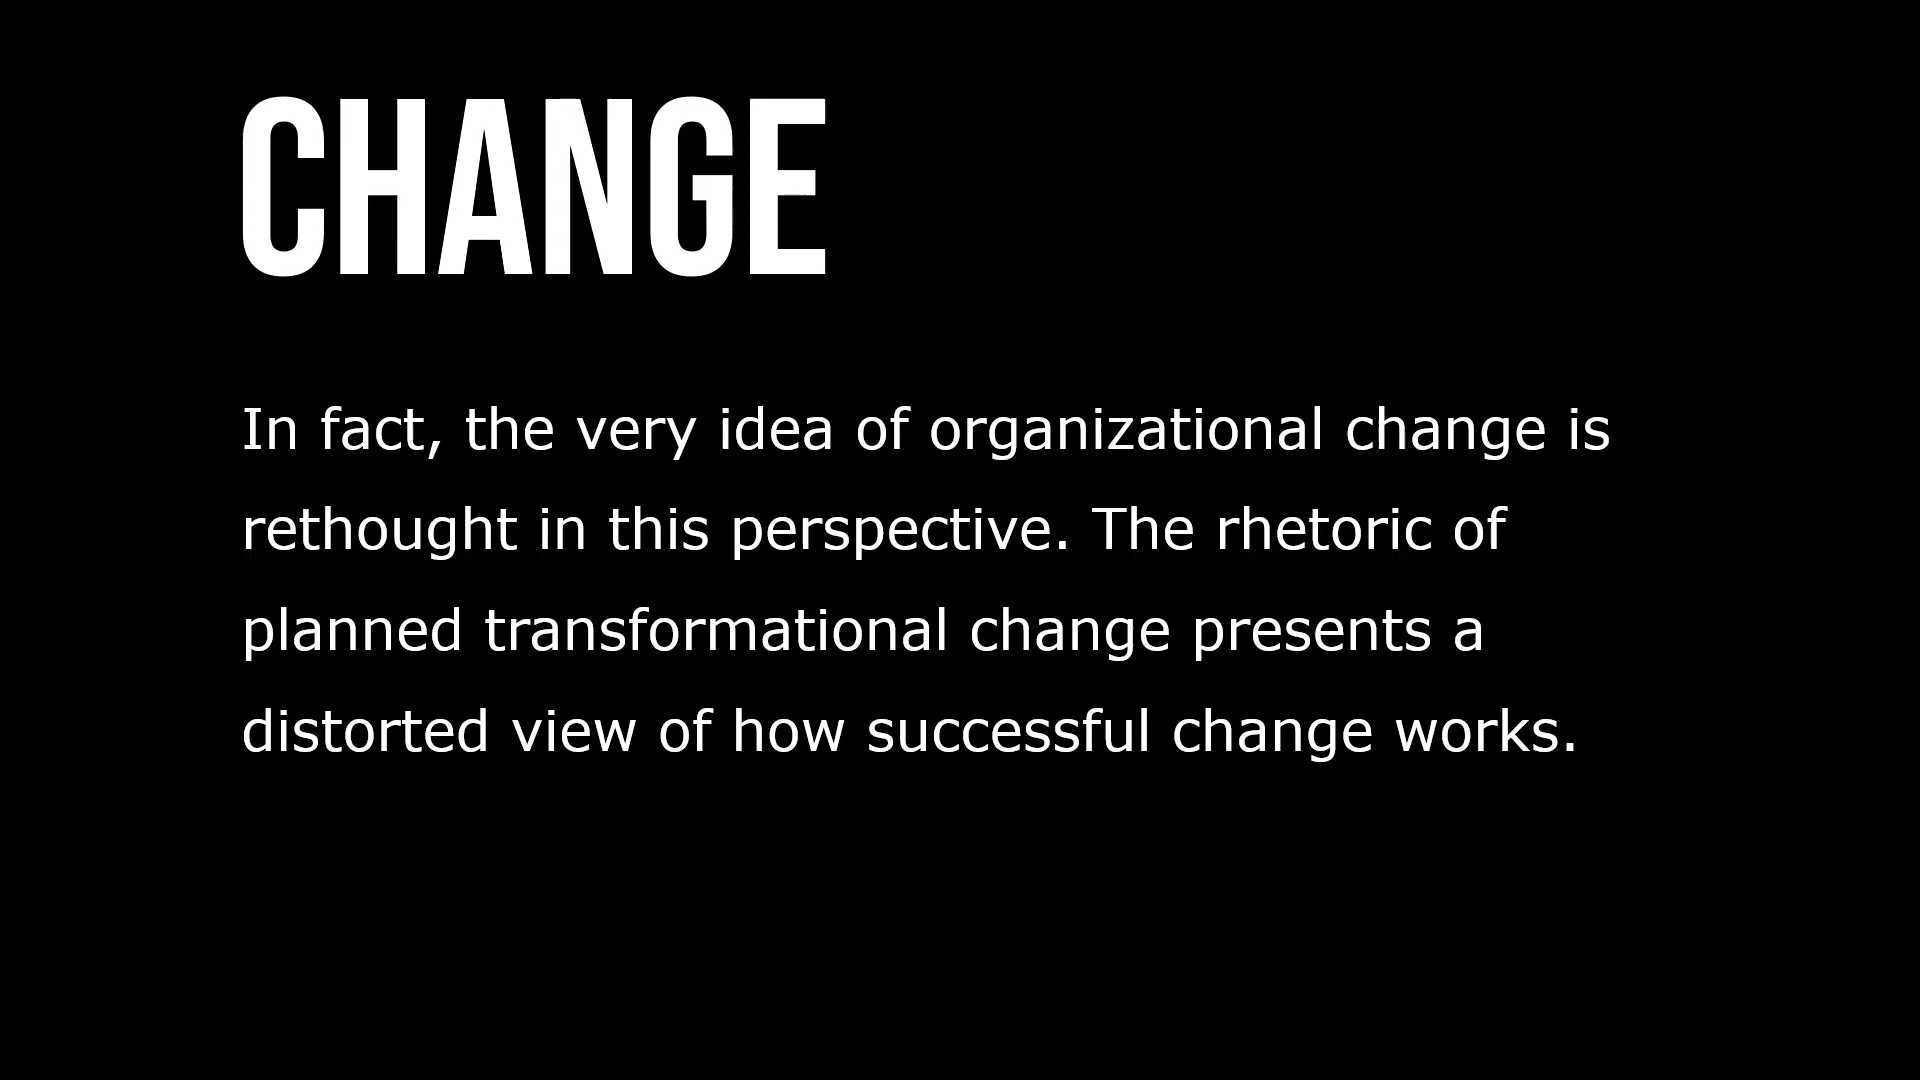 CHANGE
In fact, the very idea of organizational change is
rethought in this perspective. The rhetoric of
planned transformational change presents a
distorted view of how successful change works.